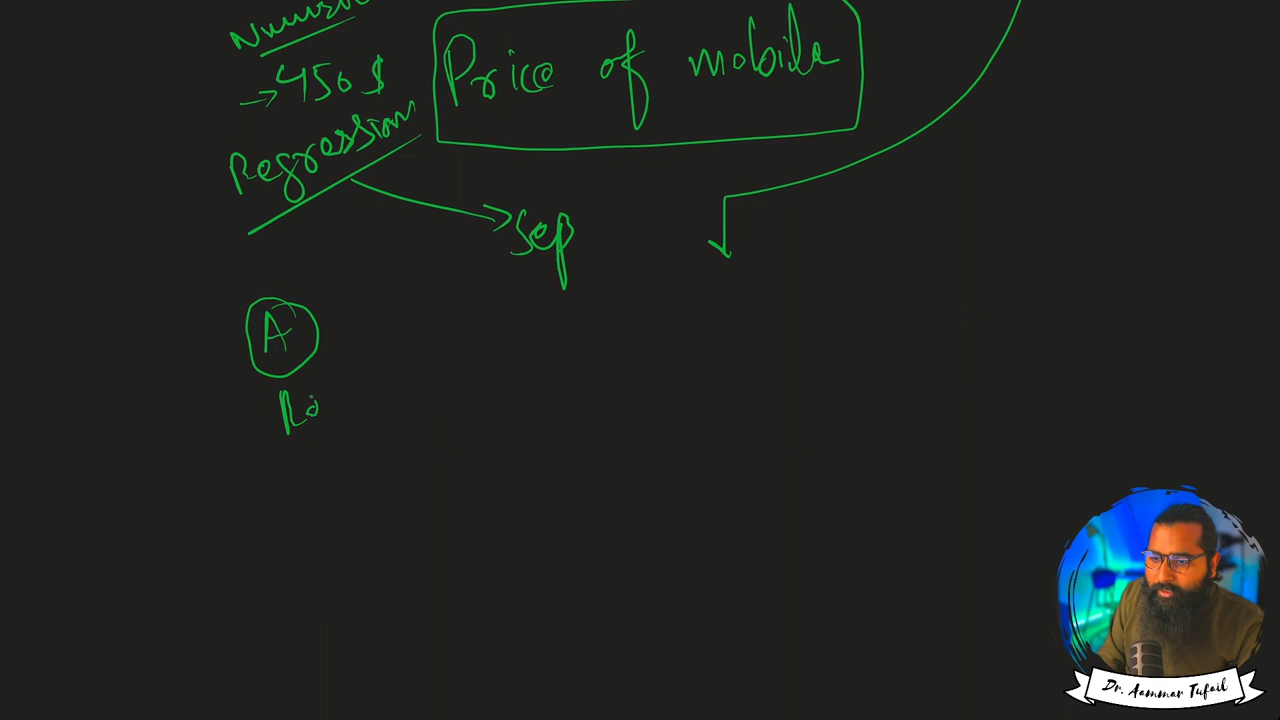 Price of mobile
→ 450 $
Regression
→ Sep
A
Dr. Aammar Tufail